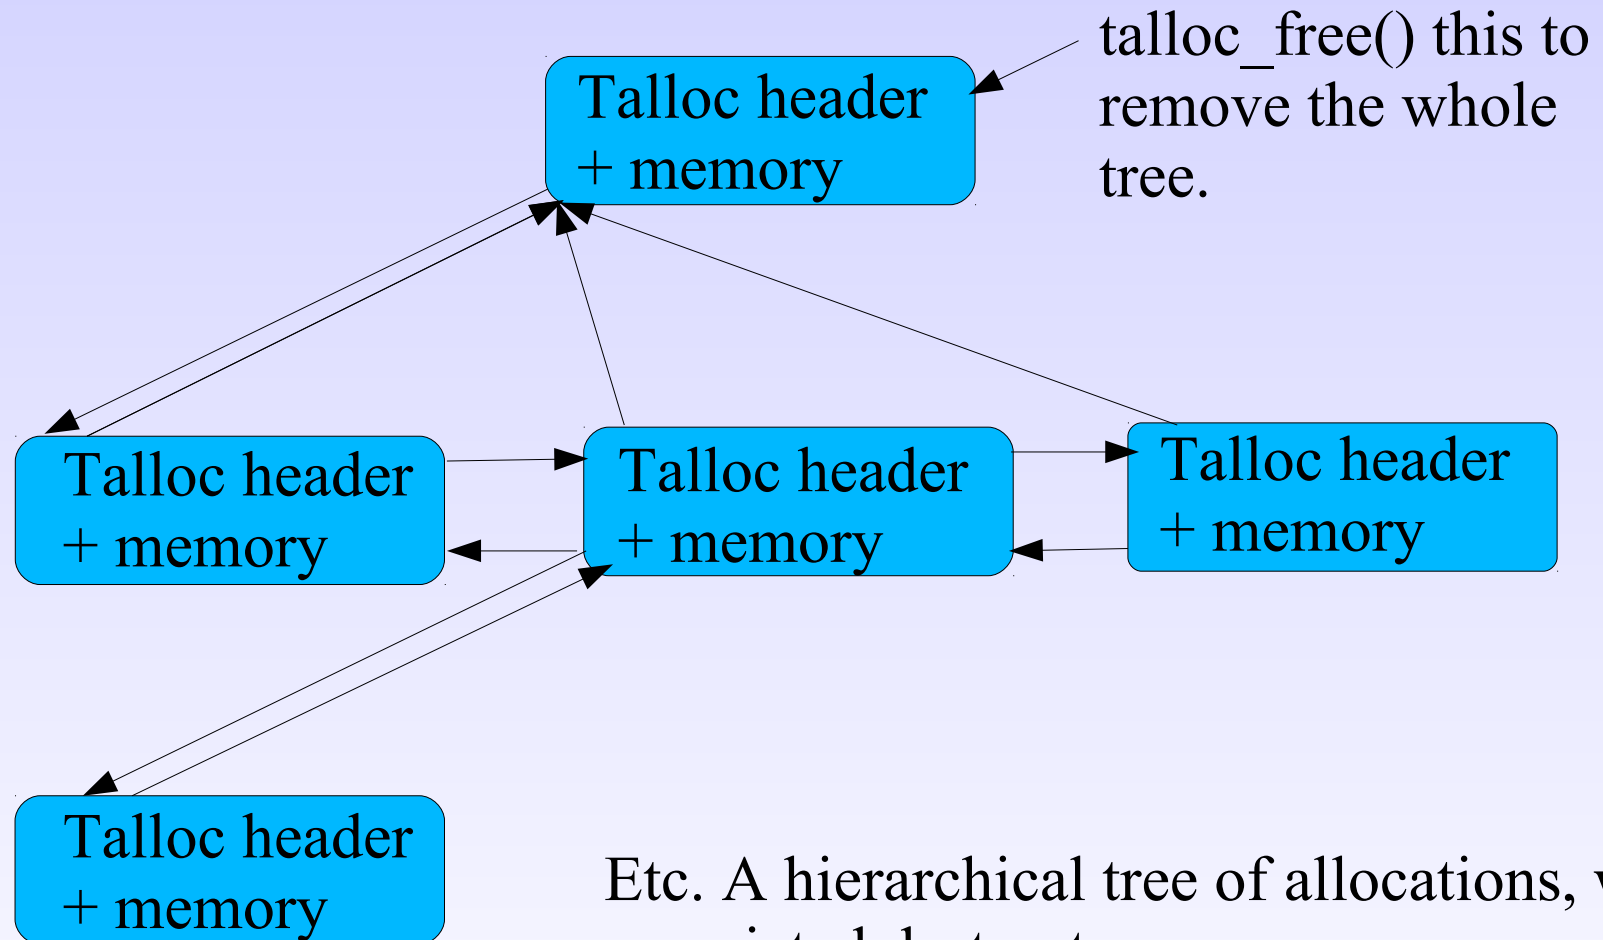 talloc_free() this to
remove the whole
tree.
Talloc header
+ memory
Talloc header
+ memory
Talloc header
+ memory
Talloc header
+ memory
Talloc header
+ memory
Etc. A hierarchical tree of allocations,